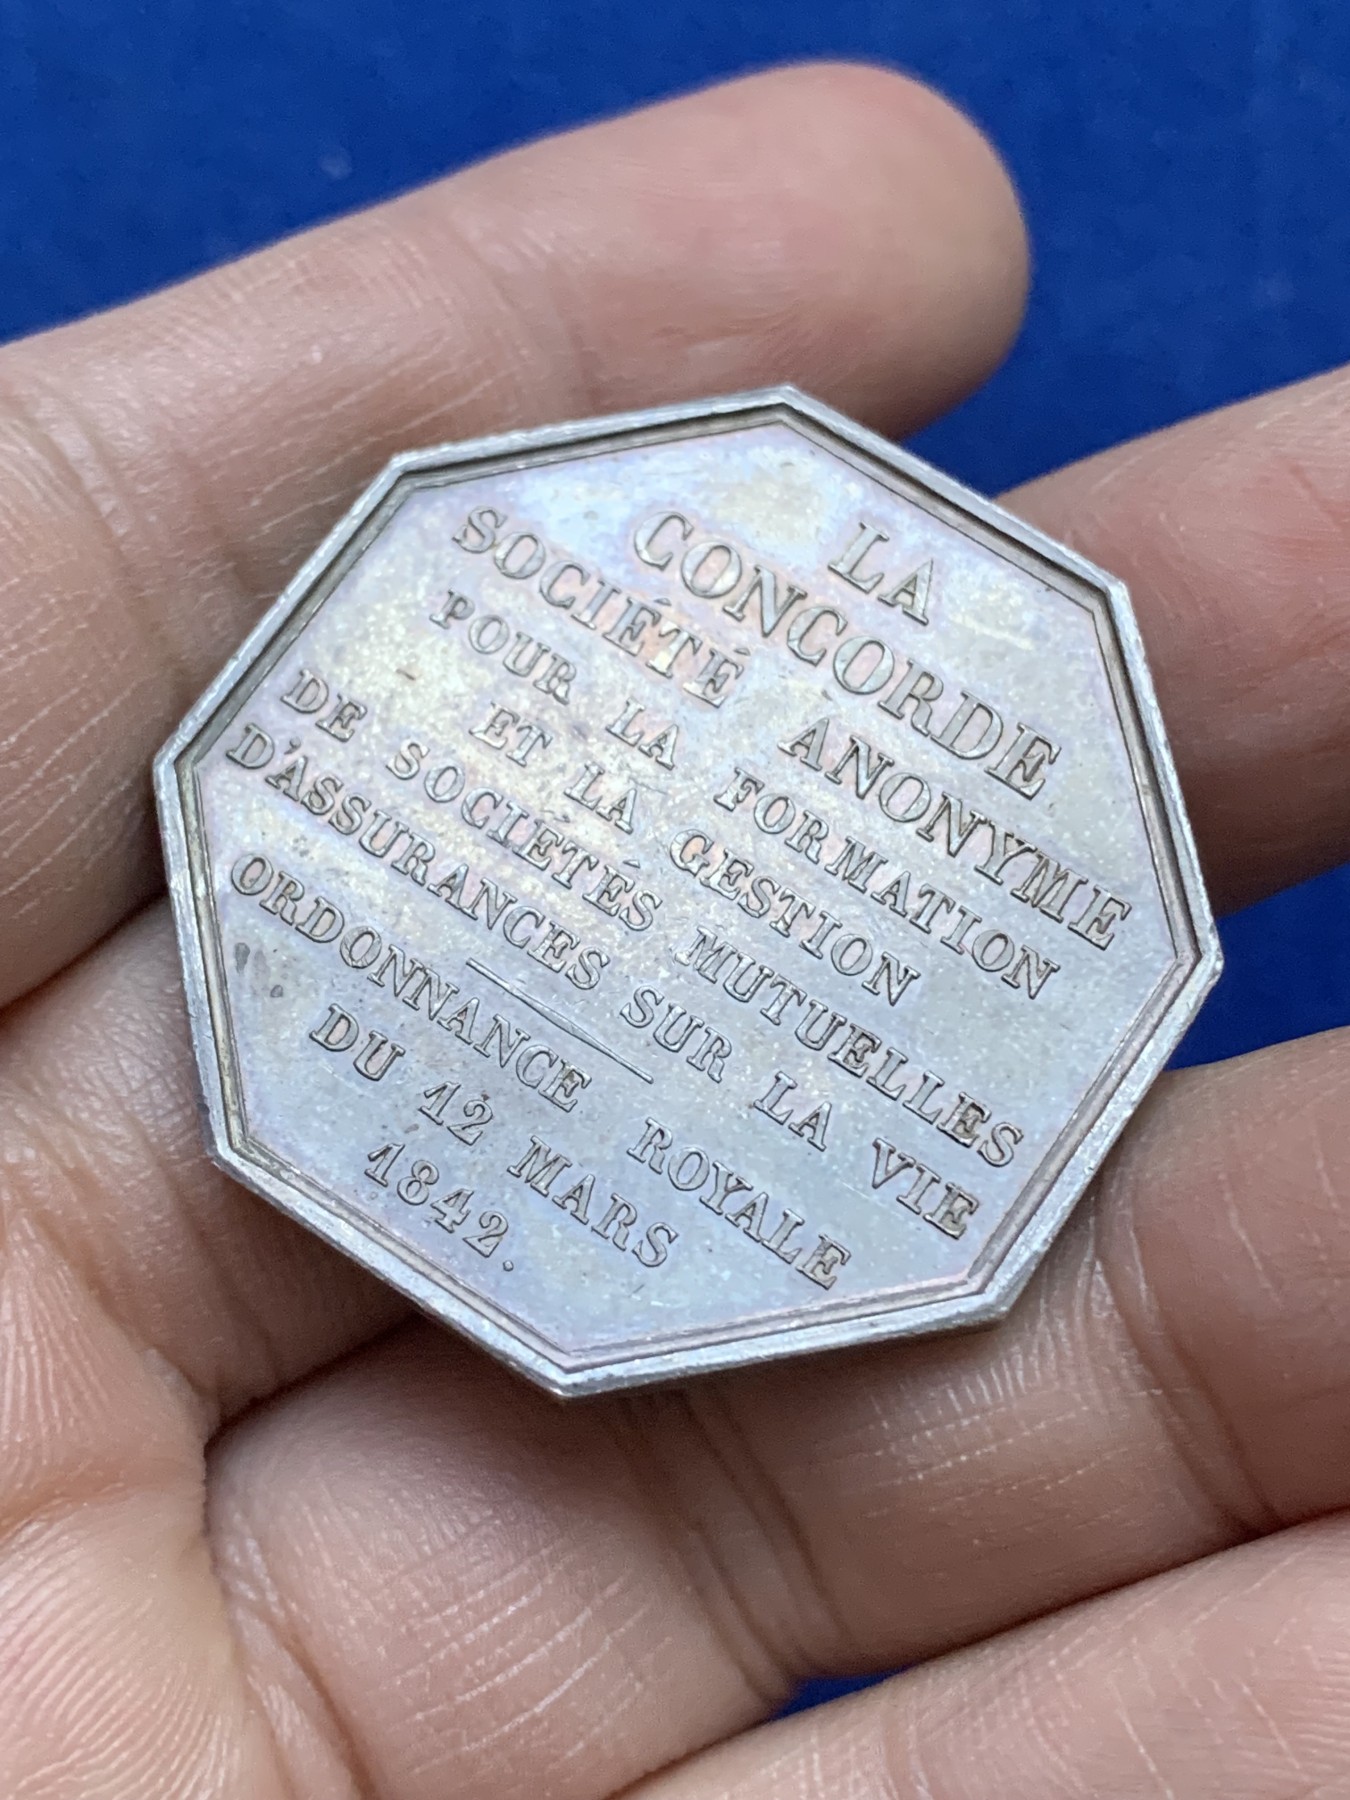 LA
CONCORDE
SOCIÉTÉ ANONYME
POUR LA FORMATION
ET LA GESTION
DE SOCIÉTÉS MUTUELLES
D'ASSURANCES SUR LA VIE
ORDONNANCE ROYALE
DU 12 MARS
1842.